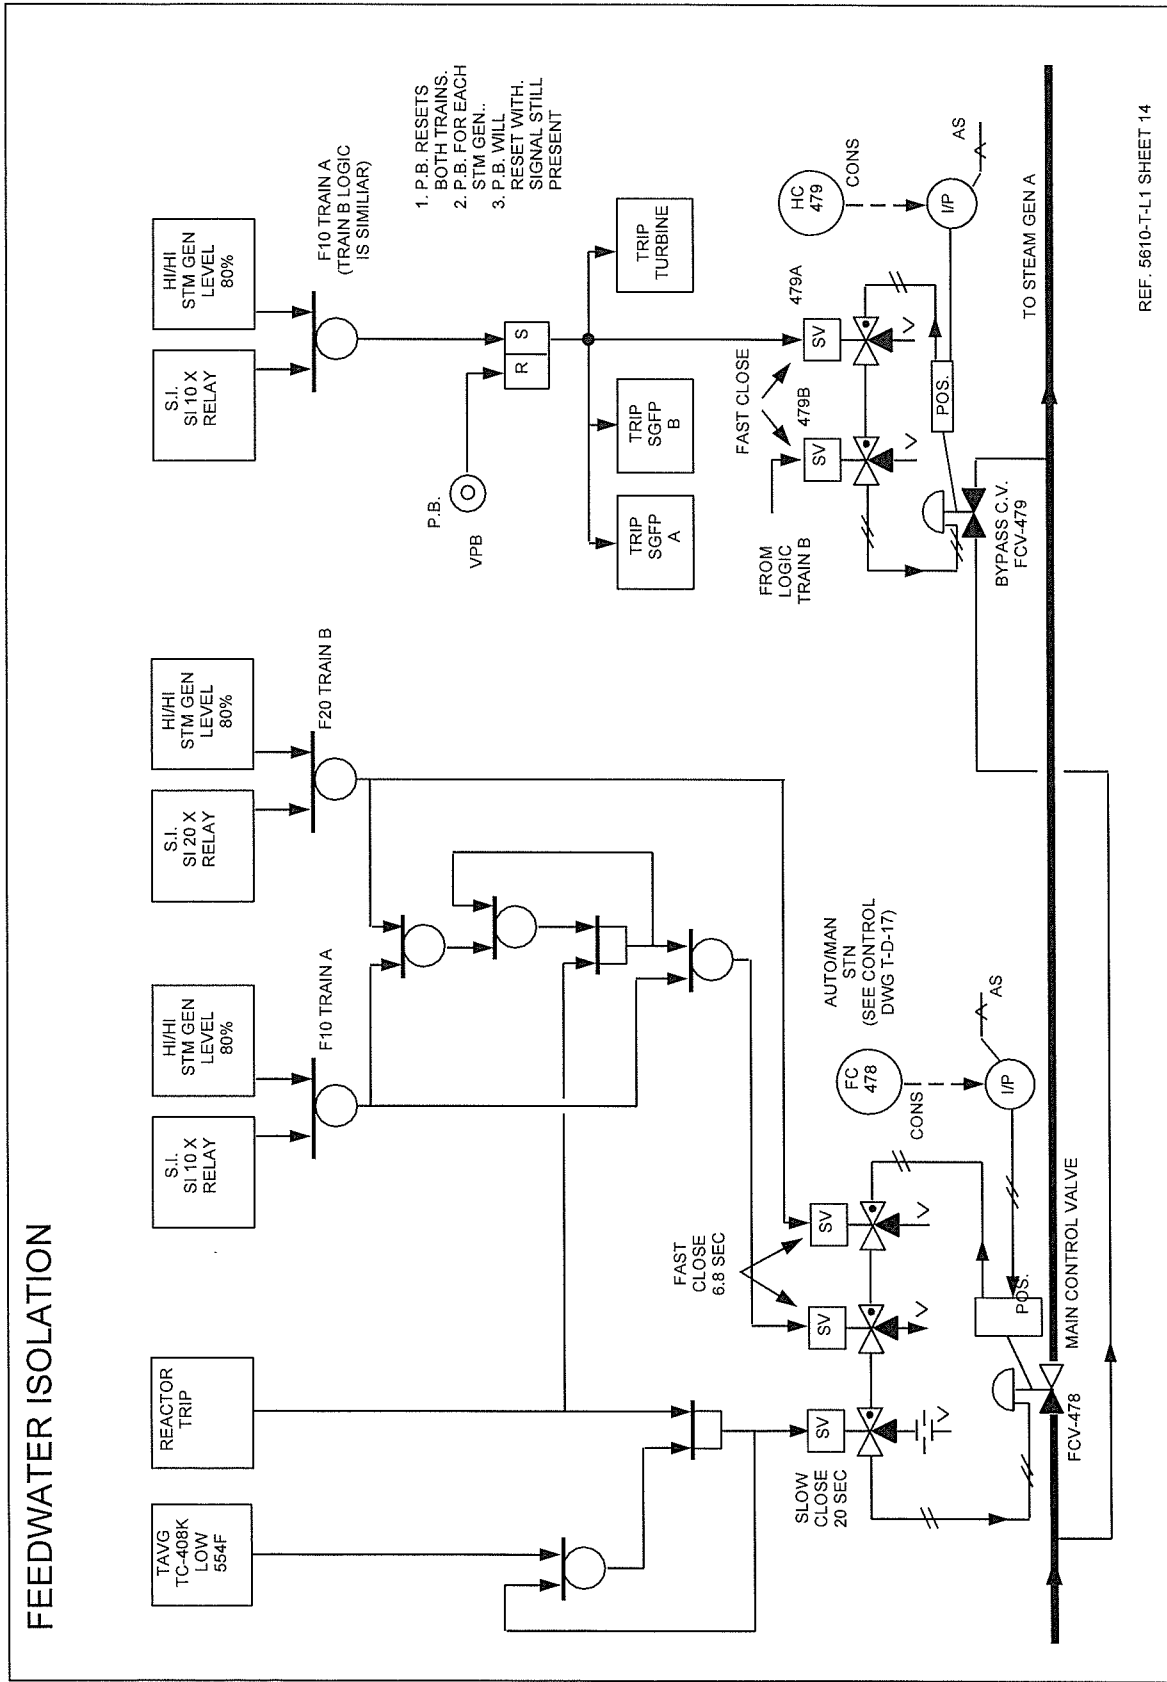 FEEDWATER ISOLATION
TAVG
TC-408K
LOW
554F
REACTOR
TRIP
S.I.
SI 10 X
RELAY
HI/HI
STM GEN
LEVEL
80%
F10 TRAIN A
S.I.
SI 20 X
RELAY
HI/HI
STM GEN
LEVEL
80%
F20 TRAIN B
S.I.
SI 10 X
RELAY
HI/HI
STM GEN
LEVEL
80%
F10 TRAIN A
(TRAIN B LOGIC
IS SIMILIAR)
1. P.B. RESETS
BOTH TRAINS.
2. P.B. FOR EACH
STM GEN..
3. P.B. WILL
RESET WITH.
SIGNAL STILL
PRESENT
P.B.
VPB
R
S
TRIP
SGFP
A
TRIP
SGFP
B
TRIP
TURBINE
SLOW
CLOSE
20 SEC
SV
SV
SV
FAST
CLOSE
6.8 SEC
V
V
V
FROM
LOGIC
TRAIN B
FAST CLOSE
479B
479A
SV
SV
V
V
HC
479
CONS
I/P
AS
POS.
BYPASS C.V.
FCV-479
AUTO/MAN
STN
(SEE CONTROL
DWG T-D-17)
FC
478
CONS
I/P
AS
POS.
FCV-478
MAIN CONTROL VALVE
TO STEAM GEN A
REF. 5610-T-L1 SHEET 14